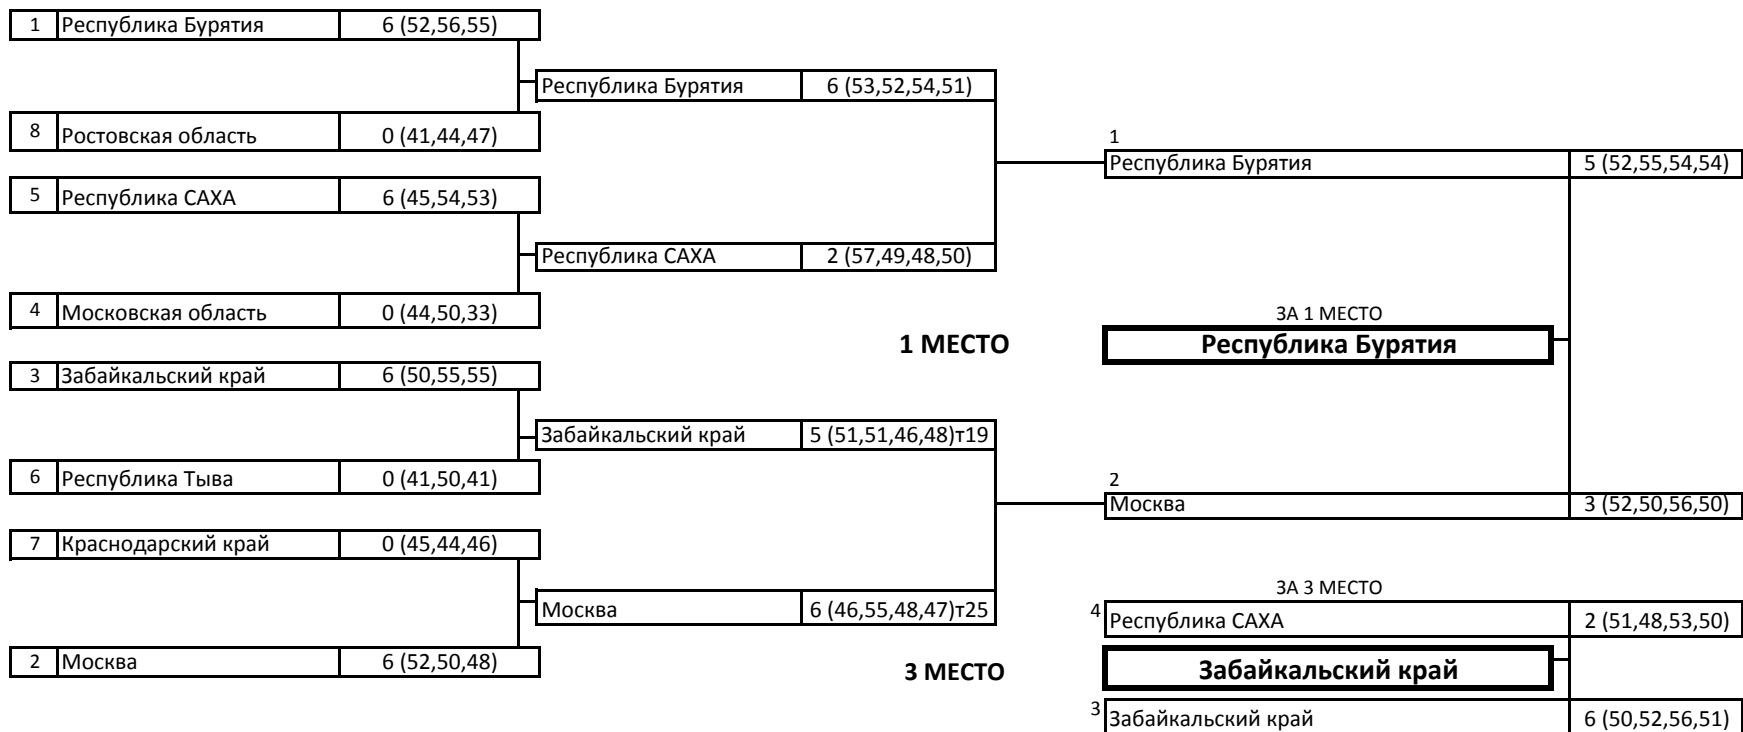 1 Республика Бурятия 6 (52,56,55)
Республика Бурятия 6 (53,52,54,51)
8 Ростовская область 0 (41,44,47)
1
Республика Бурятия 5 (52,55,54,54)
5 Республика САХА 6 (45,54,53)
Республика САХА 2 (57,49,48,50)
4 Московская область 0 (44,50,33)
ЗА 1 МЕСТО
1 МЕСТО Республика Бурятия
3 Забайкальский край 6 (50,55,55)
Забайкальский край 5 (51,51,46,48)т19
6 Республика Тыва 0 (41,50,41)
2
Москва 3 (52,50,56,50)
7 Краснодарский край 0 (45,44,46)
ЗА 3 МЕСТО
Москва 6 (46,55,48,47)т25
4 Республика САХА 2 (51,48,53,50)
2 Москва 6 (52,50,48)
3 МЕСТО Забайкальский край
3 Забайкальский край 6 (50,52,56,51)